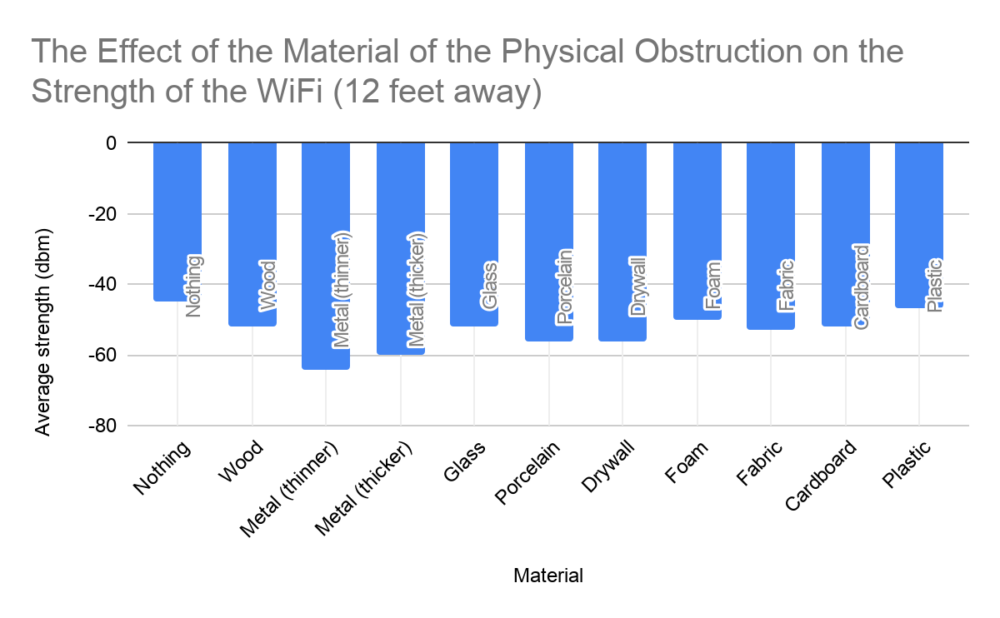 The Effect of the Material of the Physical Obstruction on the
Strength of the WiFi (12 feet away)
0
-20
-40
-60
-80
Average strength (dbm)
Nothing
Wood
Metal (thinner)
Metal (thicker)
Glass
Porcelain
Drywall
Foam
Fabric
Cardboard
Plastic
Nothing
Wood
Metal (thinner)
Metal (thicker)
Glass
Porcelain
Drywall
Foam
Fabric
Cardboard
Plastic
Material